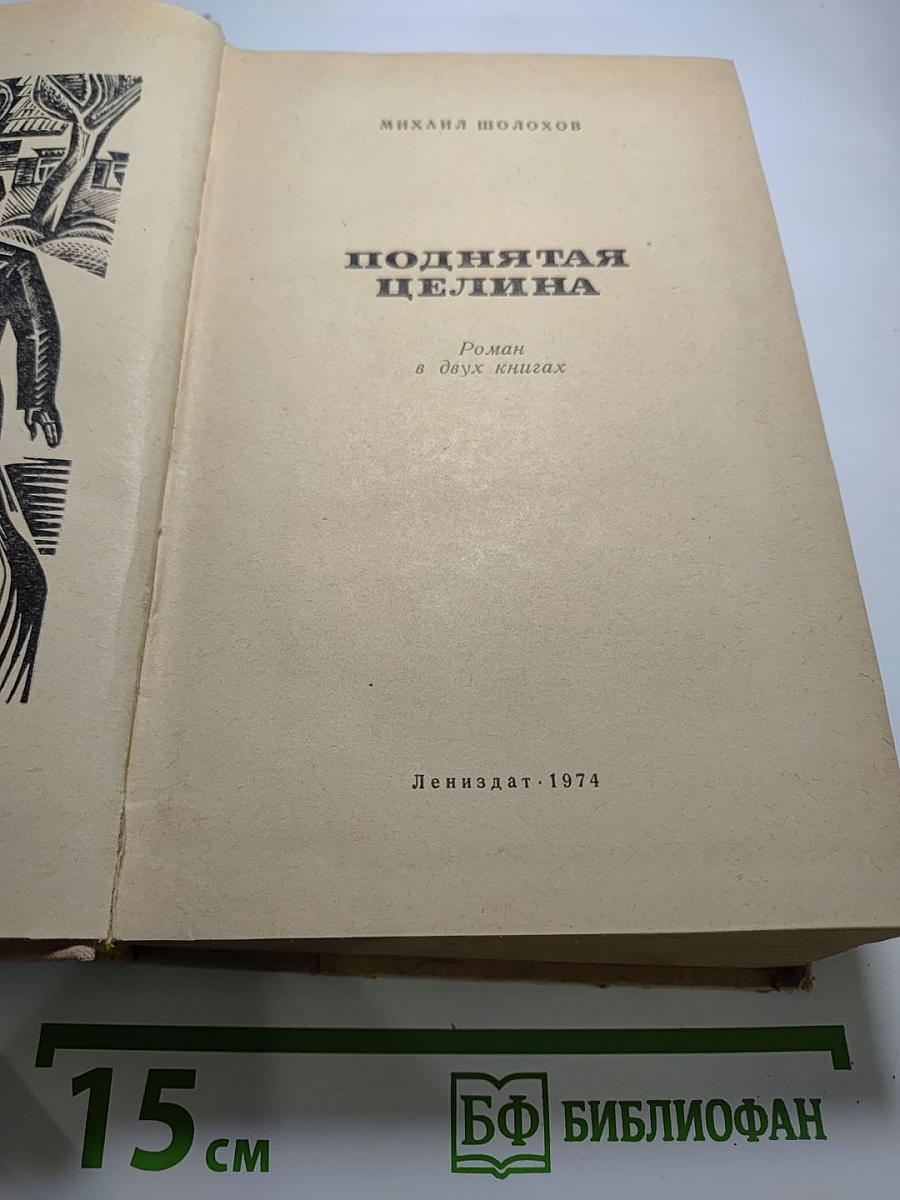 МИХАИЛ ШОЛОХОВ
ПОДНЯТАЯ
ЦЕЛИНА
Роман
в двух книгах
Лениздат · 1974
15 см
БФ БИБЛИОФАН